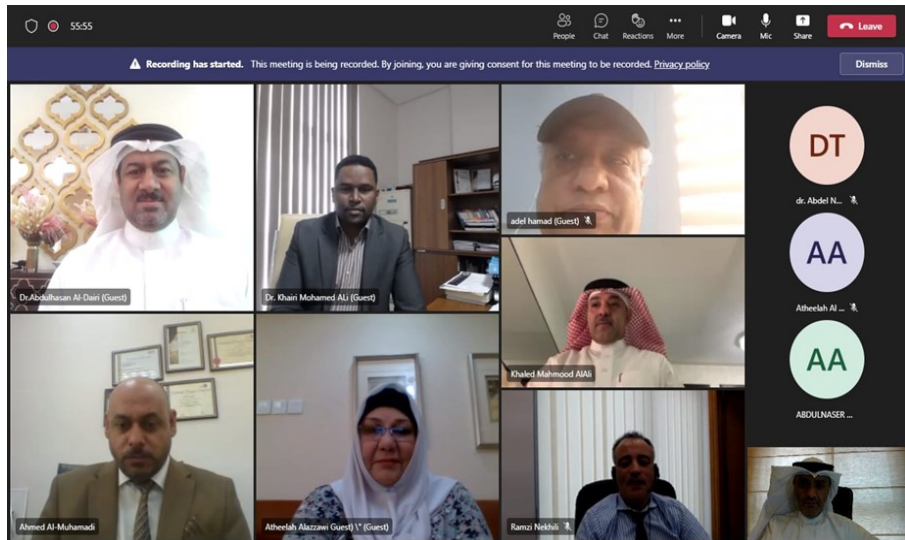 55:55
People
Chat
Reactions
More
Camera
Mic
Share
Leave
Recording has started. This meeting is being recorded. By joining, you are giving consent for this meeting to be recorded. Privacy policy
Dismiss
Dr.Abdulhasan Al-Dairi (Guest)
Dr. Khairi Mohamed ALi (Guest)
adel hamad (Guest)
DT
dr. Abdel N...
AA
Atheelah Al ...
Khaled Mahmood AlAli
AA
ABDULNASER ...
Ahmed Al-Muhamadi
Atheelah Alazzawi Guest) \" (Guest)
Ramzi Nekhili